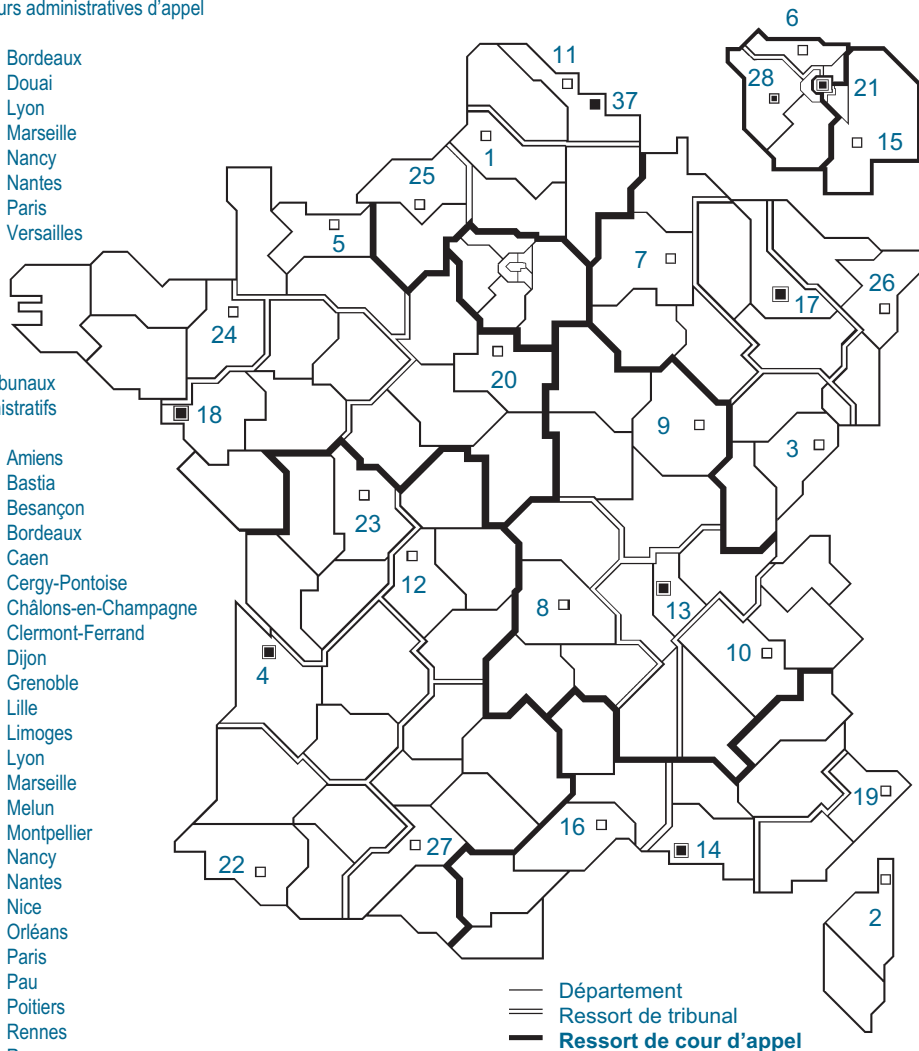 urs administratives d'appel
Bordeaux
Douai
Lyon
Marseille
Nancy
Nantes
Paris
Versailles
bunaux
nistratifs
Amiens
Bastia
Besançon
Bordeaux
Caen
Cergy-Pontoise
Châlons-en-Champagne
Clermont-Ferrand
Dijon
Grenoble
Lille
Limoges
Lyon
Marseille
Melun
Montpellier
Nancy
Nantes
Nice
Orléans
Paris
Pau
Poitiers
Rennes
6
11
28
21
37
15
1
25
5
7
26
17
24
20
18
9
3
23
12
8
13
10
4
19
16
27
14
22
2
Département
Ressort de tribunal
Ressort de cour d'appel